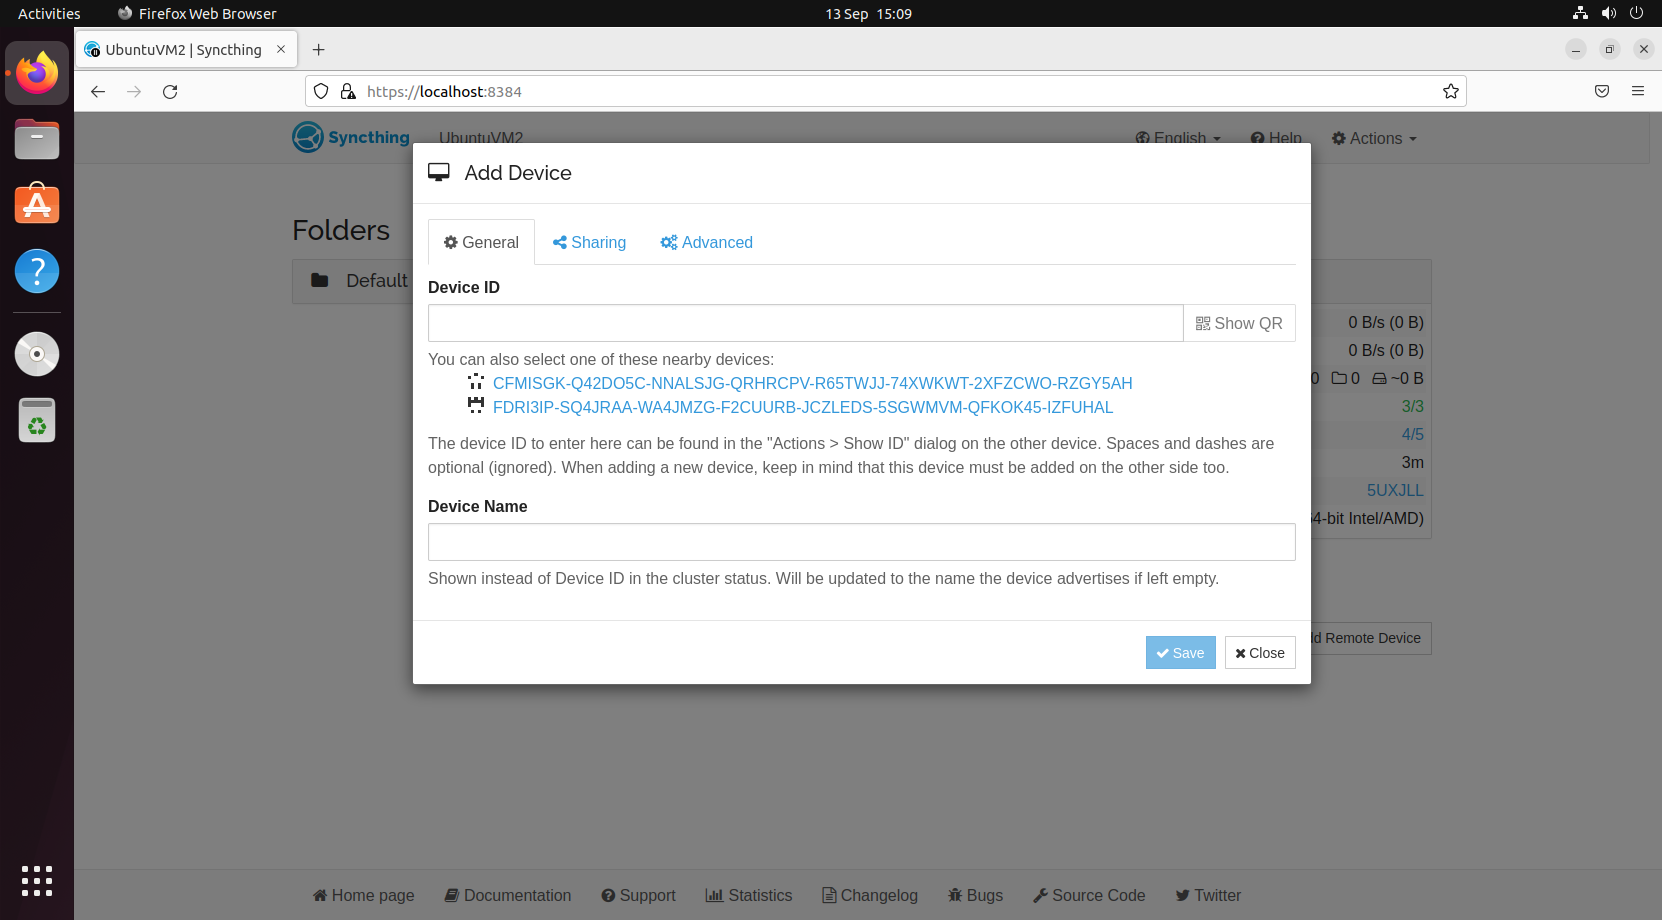 Activities
Firefox Web Browser
13 Sep 15:09
UbuntuVM2 | Syncthing
https://localhost:8384
Syncthing
UbuntuVM2
English
Help
Actions
Add Device
General
Sharing
Advanced
Folders
Default
Device ID
Show QR
You can also select one of these nearby devices:
CFMISGK-Q42DO5C-NNALSJG-QRHRCPV-R65TWJJ-74XWKWT-2XFZCWO-RZGY5AH
FDRI3IP-SQ4JRAA-WA4JMZG-F2CUURB-JCZLEDS-5SGWMVM-QFKOK45-IZFUHAL
The device ID to enter here can be found in the "Actions > Show ID" dialog on the other device. Spaces and dashes are
optional (ignored). When adding a new device, keep in mind that this device must be added on the other side too.
Device Name
Shown instead of Device ID in the cluster status. Will be updated to the name the device advertises if left empty.
Save
Close
0 B/s (0 B)
0 B/s (0 B)
0 0 ~0 B
3/3
4/5
3m
5UXJLL
64-bit Intel/AMD)
Remote Device
Home page
Documentation
Support
Statistics
Changelog
Bugs
Source Code
Twitter